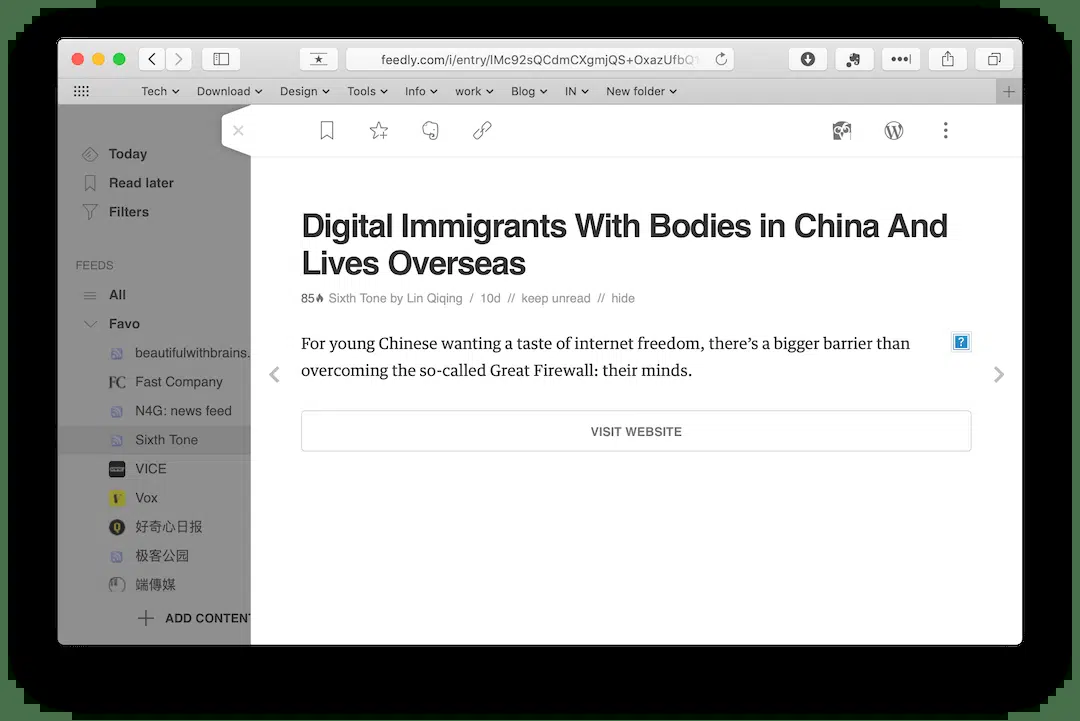 feedly.com/i/entry/lMc92sQCdmCXgmjQS+OxazUfbQ1
Tech Download Design Tools Info work Blog IN New folder
Today
Read later
Filters
FEEDS
All
Favo
beautifulwithbrains.
FC Fast Company
N4G: news feed
Sixth Tone
VICE
Vox
好奇心日报
极客公园
端傳媒
ADD CONTENT
Digital Immigrants With Bodies in China And
Lives Overseas
85 Sixth Tone by Lin Qiqing / 10d // keep unread // hide
For young Chinese wanting a taste of internet freedom, there’s a bigger barrier than
overcoming the so-called Great Firewall: their minds.
VISIT WEBSITE